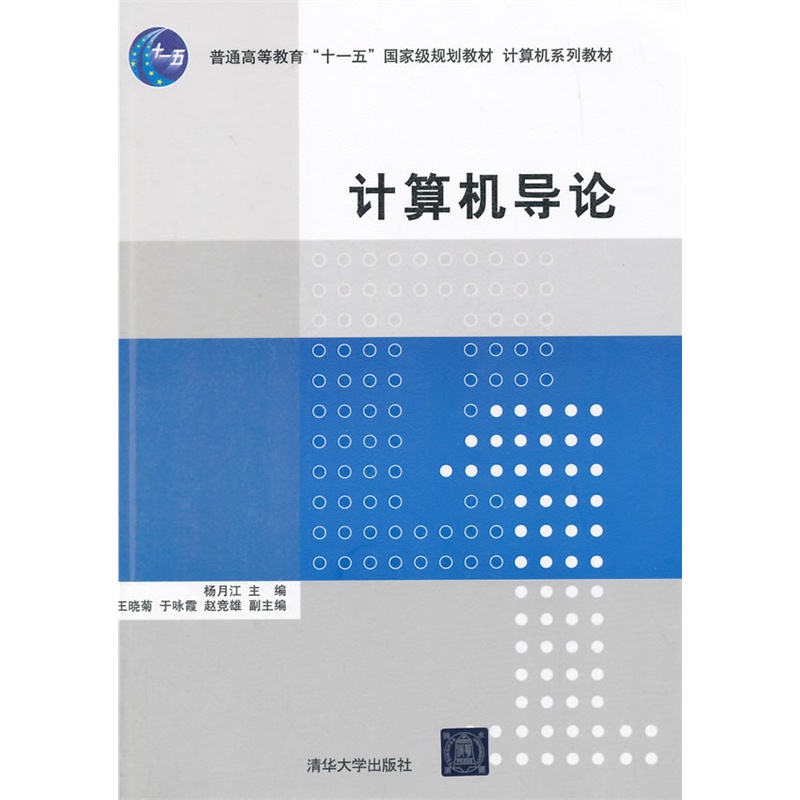 十一五
普通高等教育“十一五”国家级规划教材 计算机系列教材
计算机导论
杨月江 主 编
王晓菊 于咏霞 赵竞雄 副主编
清华大学出版社